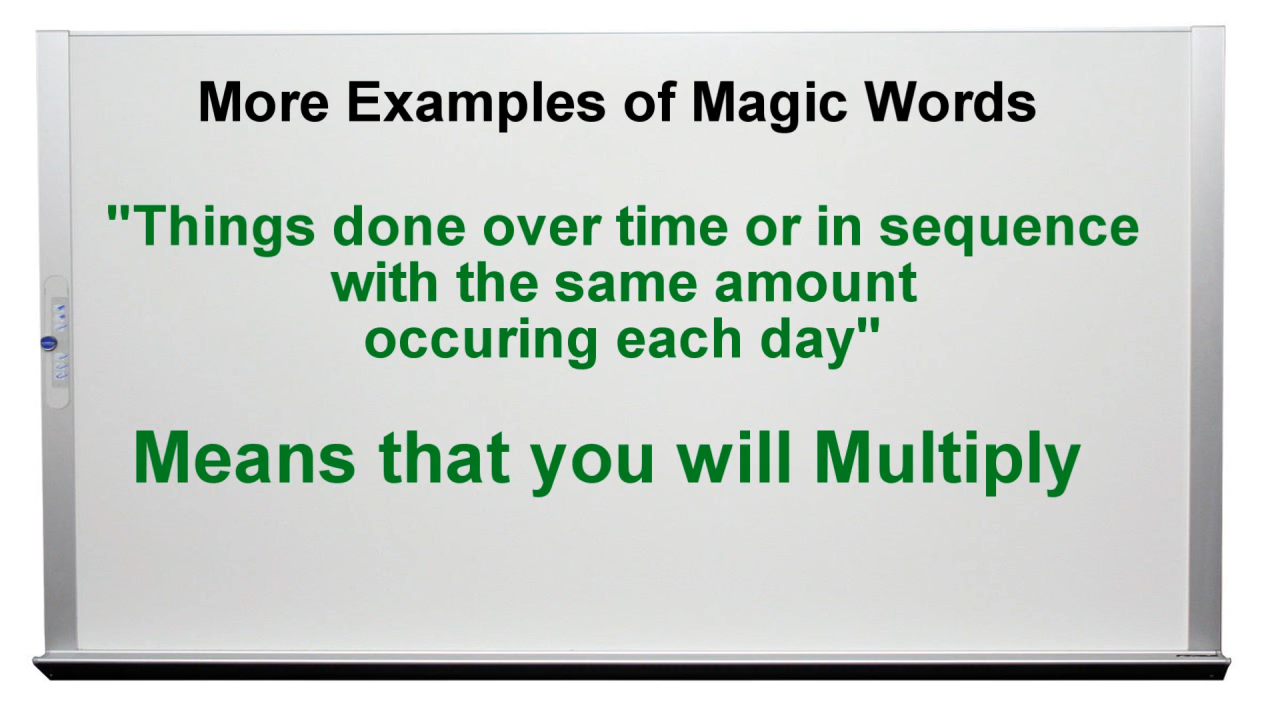 More Examples of Magic Words
"Things done over time or in sequence
with the same amount
occuring each day"
Means that you will Multiply